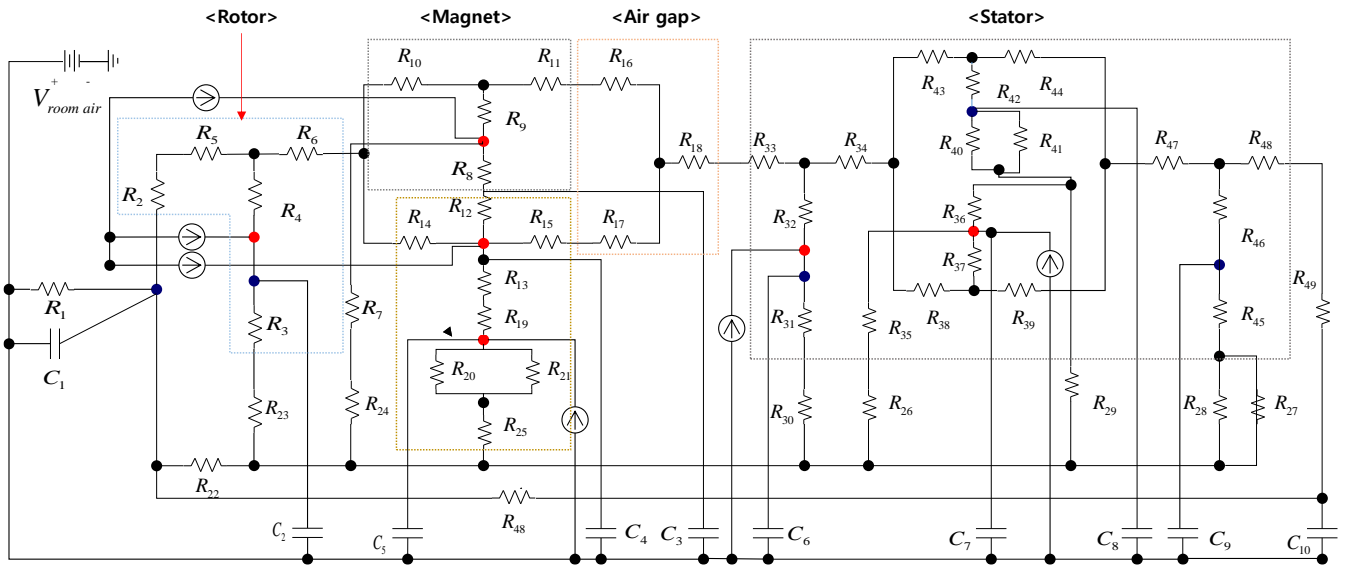 <Rotor>
<Magnet>
<Air gap>
<Stator>
+ -
V room air
R10
R11
R16
R43
R42
R44
R9
R5
R6
R8
R18
R33
R34
R40
R41
R47
R48
R2
R4
R12
R14
R15
R17
R32
R36
R37
R46
R13
R49
R1
R3
R7
R19
R31
R35
R38
R39
R45
C1
R20
R21
R23
R24
R25
R30
R26
R29
R28
R27
R22
R48
C2
C5
C4
C3
C6
C7
C8
C9
C10